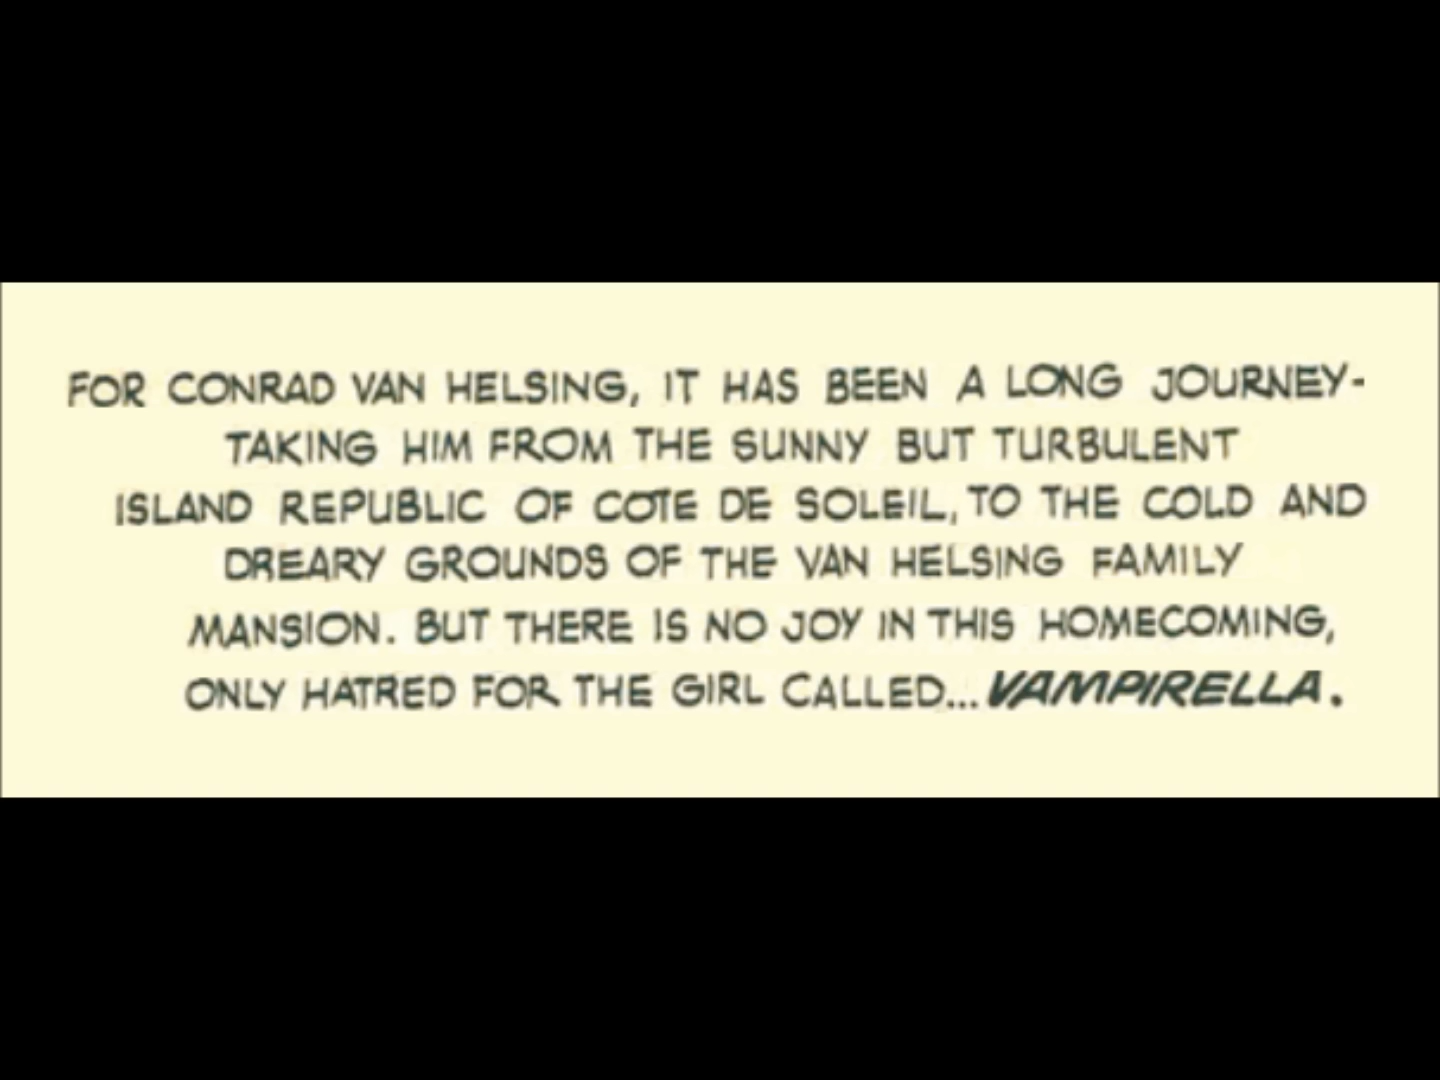 FOR CONRAD VAN HELSING, IT HAS BEEN A LONG JOURNEY-
TAKING HIM FROM THE SUNNY BUT TURBULENT
ISLAND REPUBLIC OF COTE DE SOLEIL, TO THE COLD AND
DREARY GROUNDS OF THE VAN HELSING FAMILY
MANSION. BUT THERE IS NO JOY IN THIS HOMECOMING,
ONLY HATRED FOR THE GIRL CALLED... VAMPIRELLA.